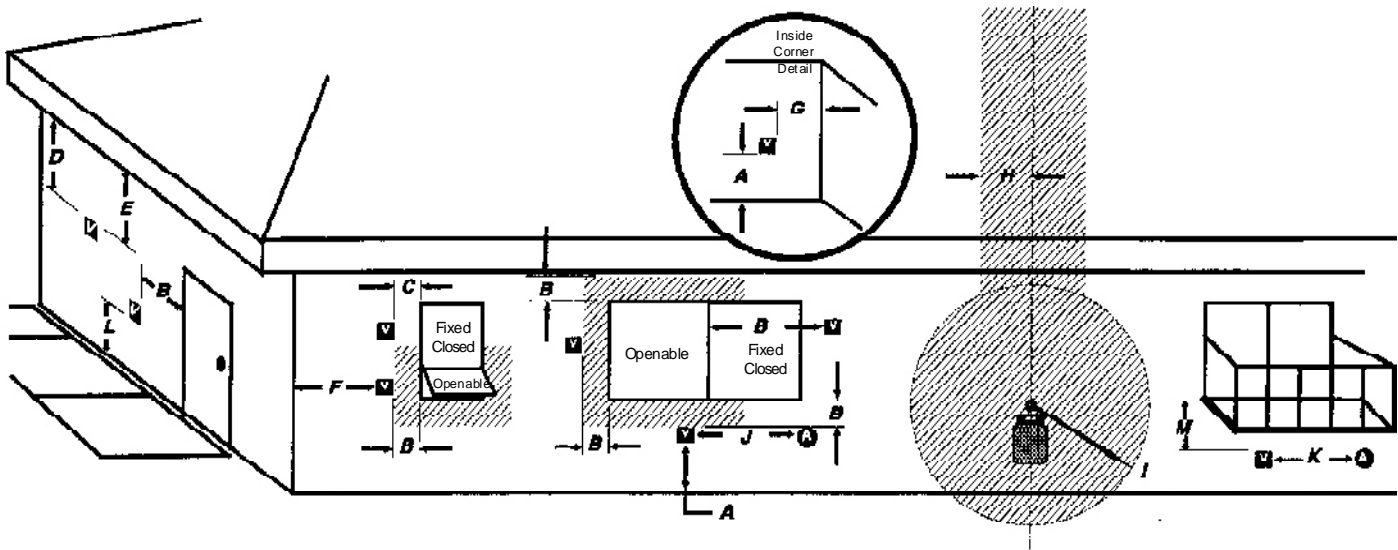 Inside
Corner
Detail
G
V
A
H
D
E
V
B
L
V
C
B
V
Fixed
Closed
Openable
F
V
B
V
Openable
B
V
Fixed
Closed
B
B
V
J
A
A
I
M
V
K
A